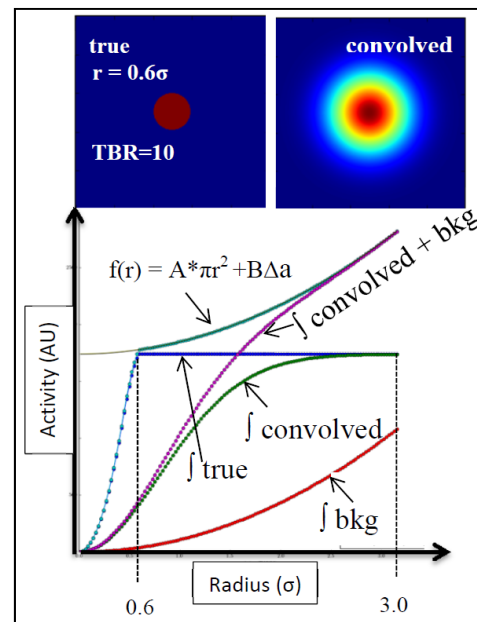 true
r = 0.6σ
TBR=10
convolved
f(r) = A*πr² +BΔa
∫ convolved + bkg
∫ convolved
∫ true
∫ bkg
Activity (AU)
Radius (σ)
0.6
3.0